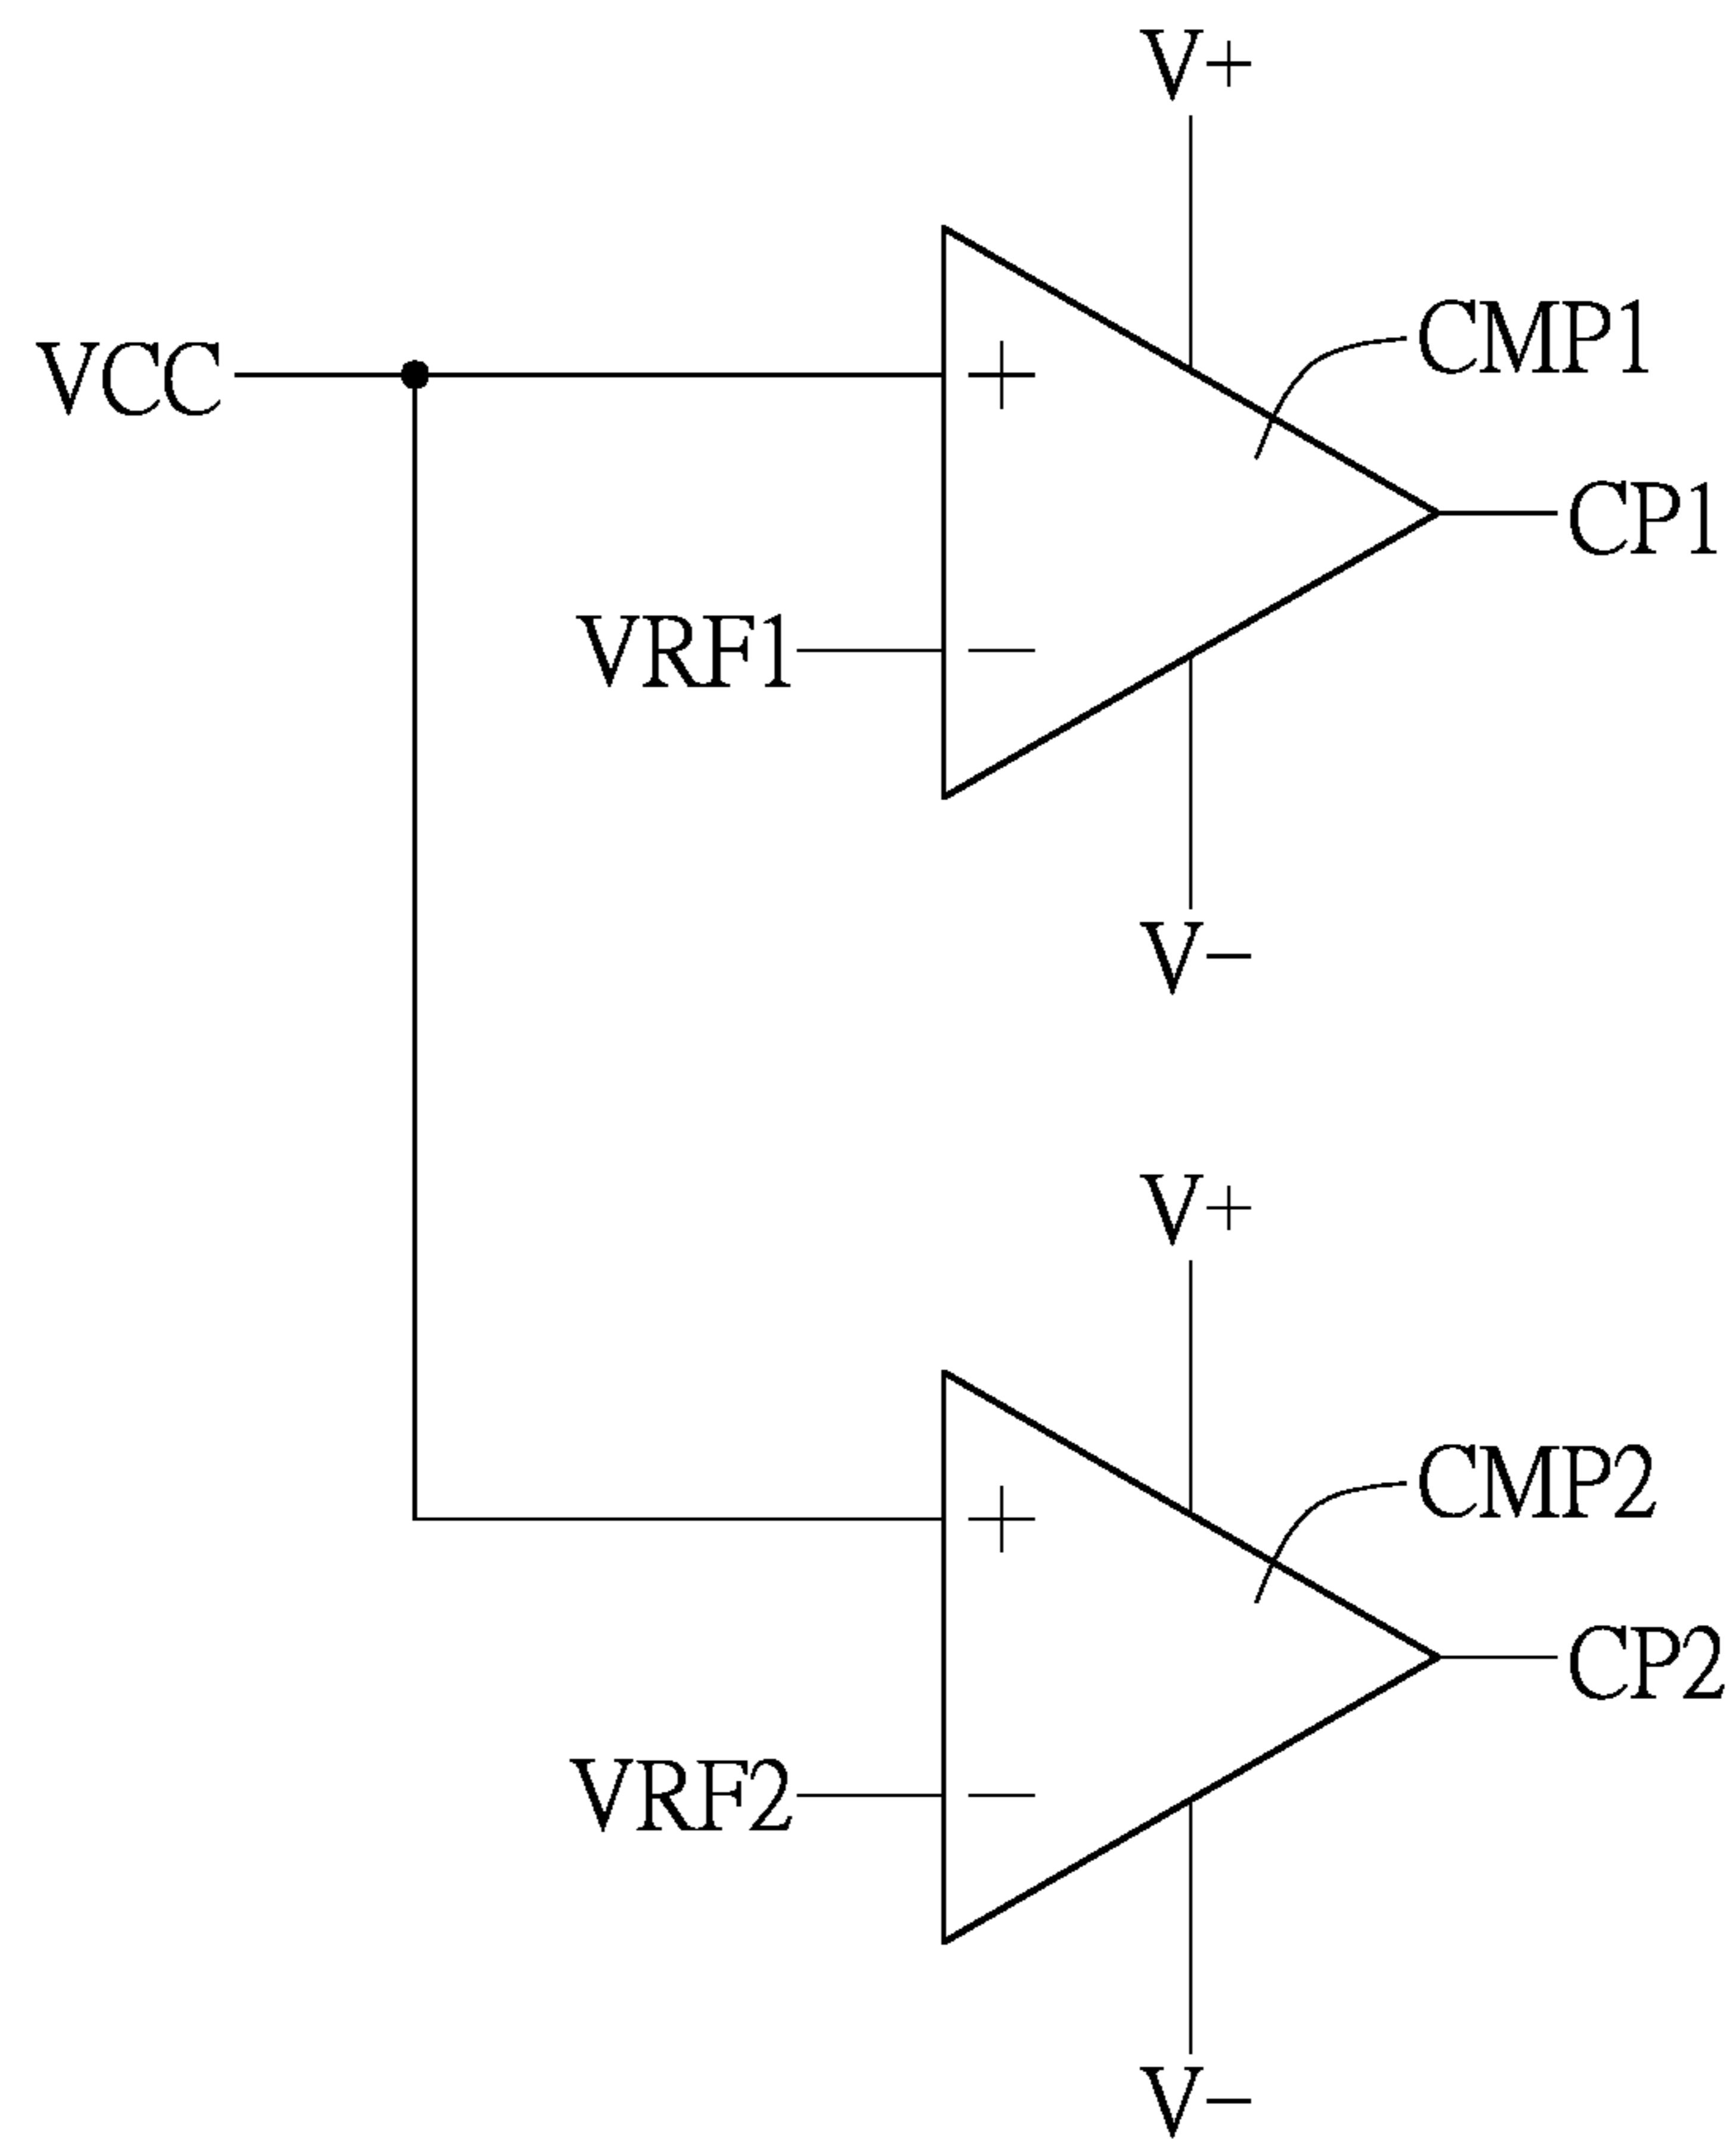 V+
CMP1
VCC
+
CP1
VRF1
−
V−
V+
CMP2
+
CP2
VRF2
−
V−